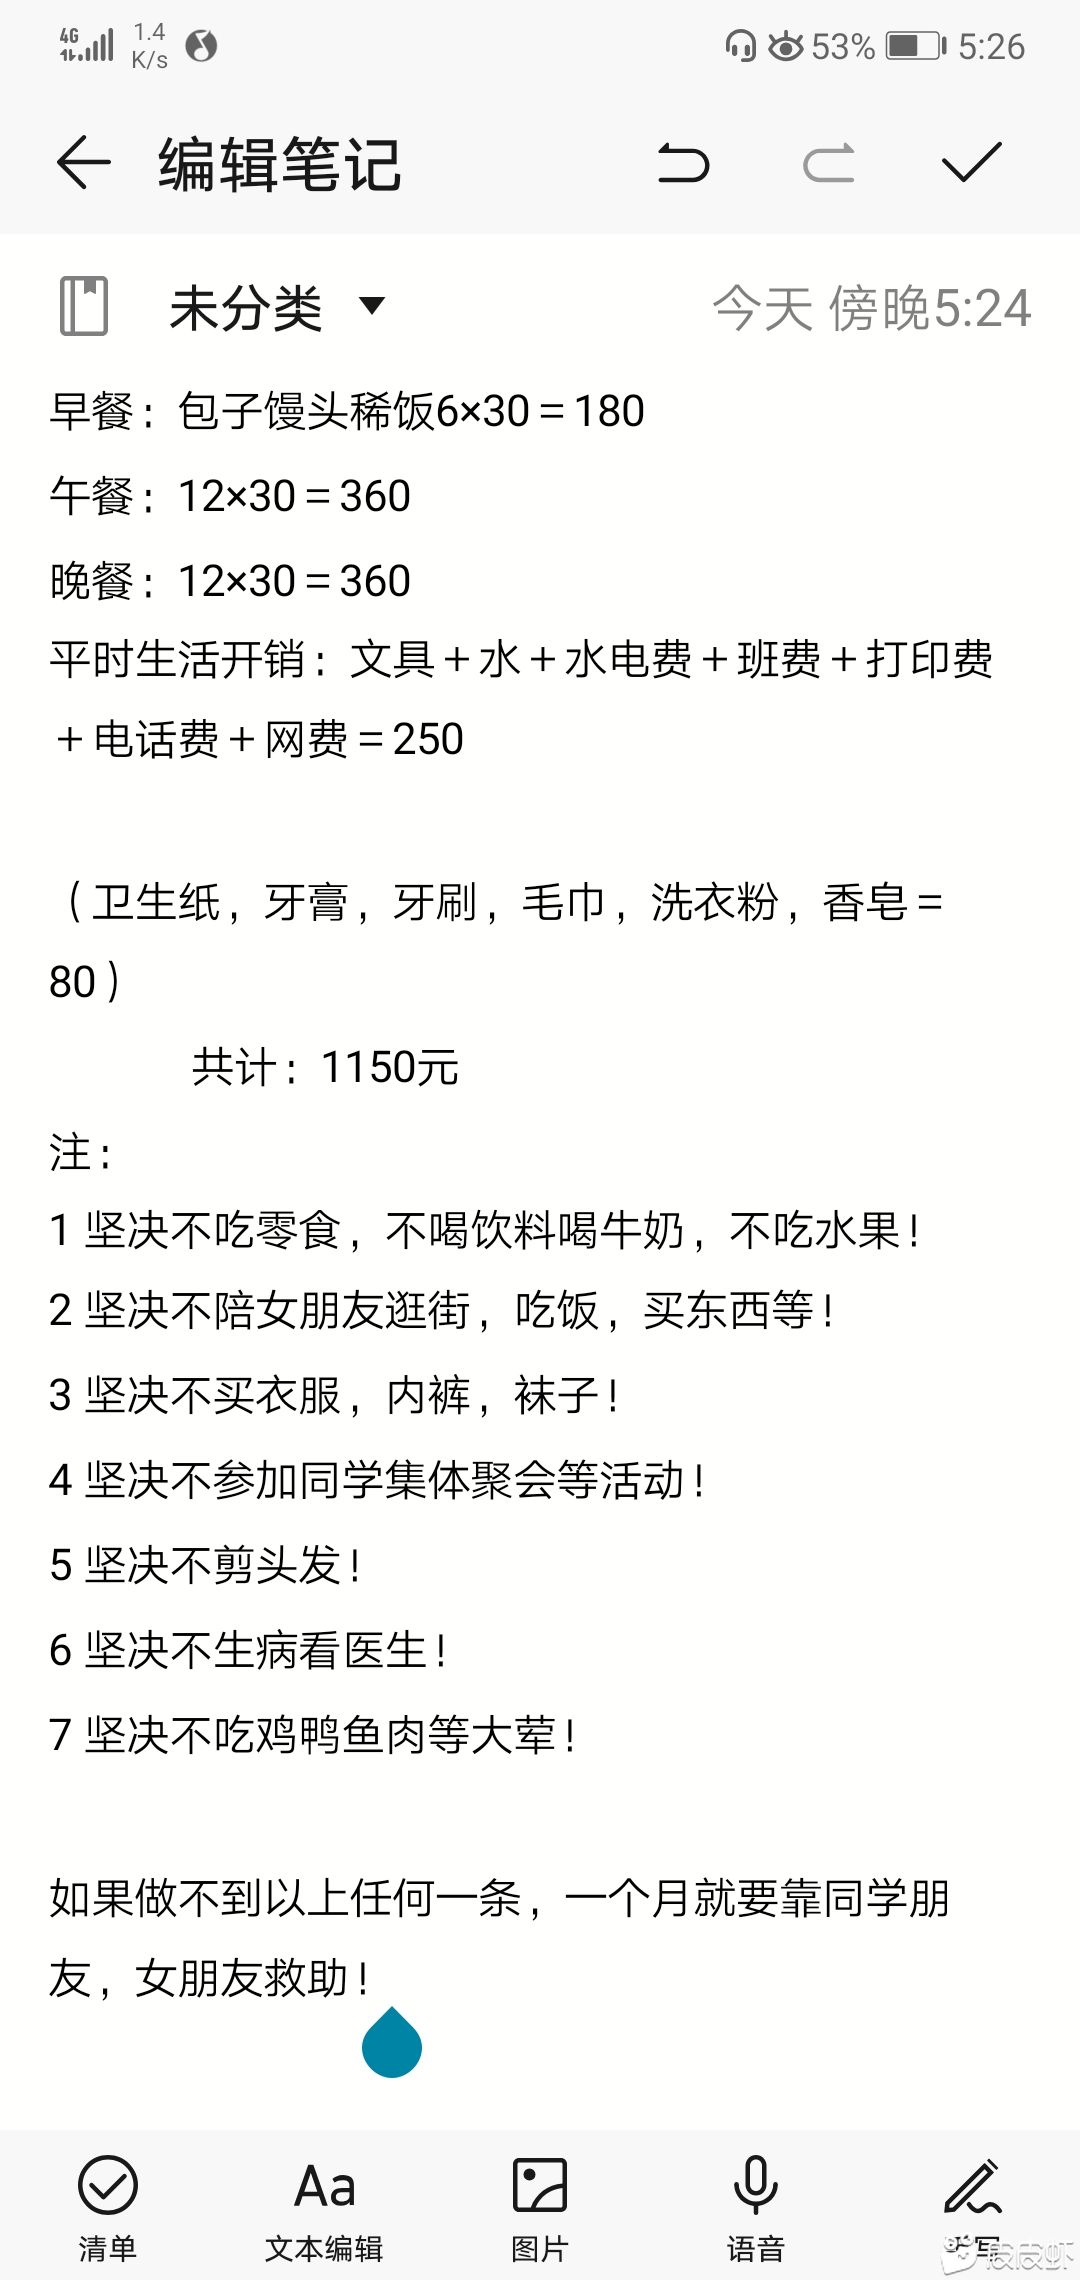 4G 1.4 K/s 53% 5:26
编辑笔记
未分类 今天 傍晚5:24
早餐：包子馒头稀饭6×30＝180
午餐：12×30＝360
晚餐：12×30＝360
平时生活开销：文具＋水＋水电费＋班费＋打印费
＋电话费＋网费＝250
（卫生纸，牙膏，牙刷，毛巾，洗衣粉，香皂＝
80）
共计：1150元
注：
1 坚决不吃零食，不喝饮料喝牛奶，不吃水果！
2 坚决不陪女朋友逛街，吃饭，买东西等！
3 坚决不买衣服，内裤，袜子！
4 坚决不参加同学集体聚会等活动！
5 坚决不剪头发！
6 坚决不生病看医生！
7 坚决不吃鸡鸭鱼肉等大荤！
如果做不到以上任何一条，一个月就要靠同学朋
友，女朋友救助！
Aa
清单 文本编辑 图片 语音
皮皮虾